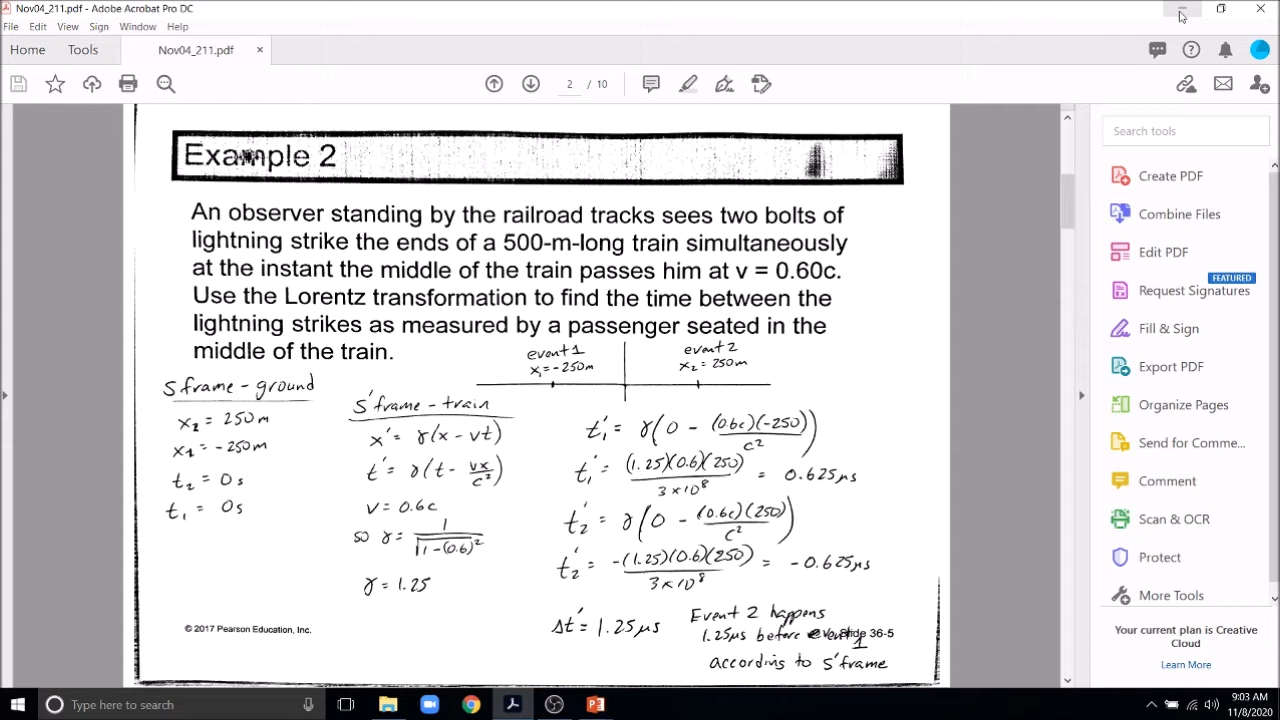 Nov04_211.pdf - Adobe Acrobat Pro DC
File Edit View Sign Window Help
Home Tools Nov04_211.pdf ×
2 / 10
Search tools
Example 2
An observer standing by the railroad tracks sees two bolts of
lightning strike the ends of a 500-m-long train simultaneously
at the instant the middle of the train passes him at v = 0.60c.
Use the Lorentz transformation to find the time between the
lightning strikes as measured by a passenger seated in the
middle of the train.
event 1
x₁ = -250m
event 2
x₂ = 250m
S frame - ground
x₂ = 250m
x₁ = -250m
t₂ = 0s
t₁ = 0s
S' frame - train
x' = γ(x - vt)
t' = γ(t - vx/c²)
v = 0.6c
so γ = 1/√(1-(0.6)²)
γ = 1.25
t₁' = γ(0 - (0.6c)(-250)/c²)
t₁' = (1.25)(0.6)(250)/3×10⁸ = 0.625μs
t₂' = γ(0 - (0.6c)(250)/c²)
t₂' = -(1.25)(0.6)(250)/3×10⁸ = -0.625μs
Δt' = 1.25μs
Event 2 happens
1.25μs before event 1
according to S' frame
© 2017 Pearson Education, Inc.
Slide 36-5
Create PDF
Combine Files
Edit PDF
FEATURED
Request Signatures
Fill & Sign
Export PDF
Organize Pages
Send for Comme...
Comment
Scan & OCR
Protect
More Tools
Your current plan is Creative
Cloud
Learn More
Type here to search
9:03 AM
11/8/2020